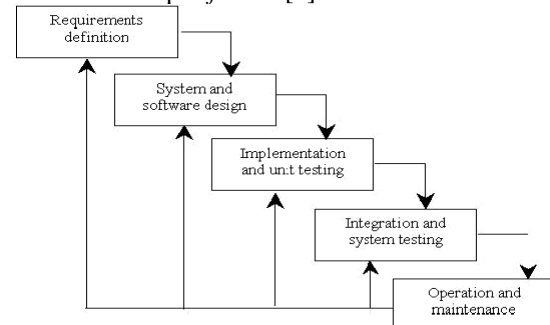 Requirements
definition
System and
software design
Implementation
and un:t testing
Integration and
system testing
Operation and
maintenance